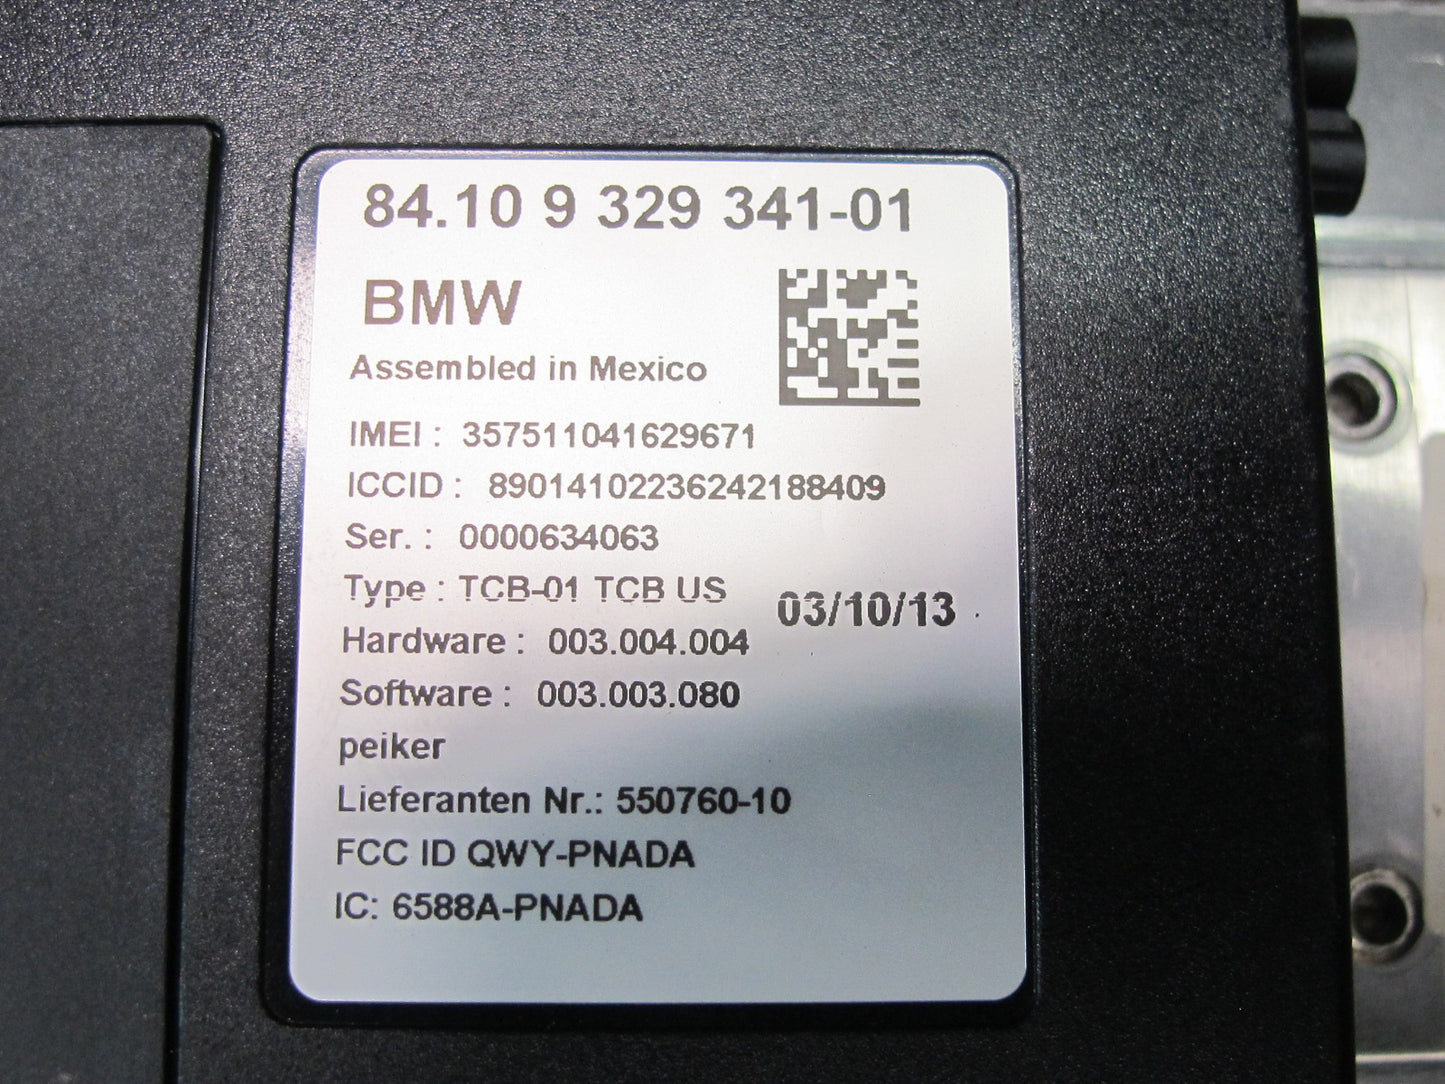 84.10 9 329 341-01
BMW
Assembled in Mexico
IMEI : 357511041629671
ICCID : 89014102236242188409
Ser. : 0000634063
Type : TCB-01 TCB US
03/10/13
Hardware : 003.004.004
Software : 003.003.080
peiker
Lieferanten Nr.: 550760-10
FCC ID QWY-PNADA
IC: 6588A-PNADA